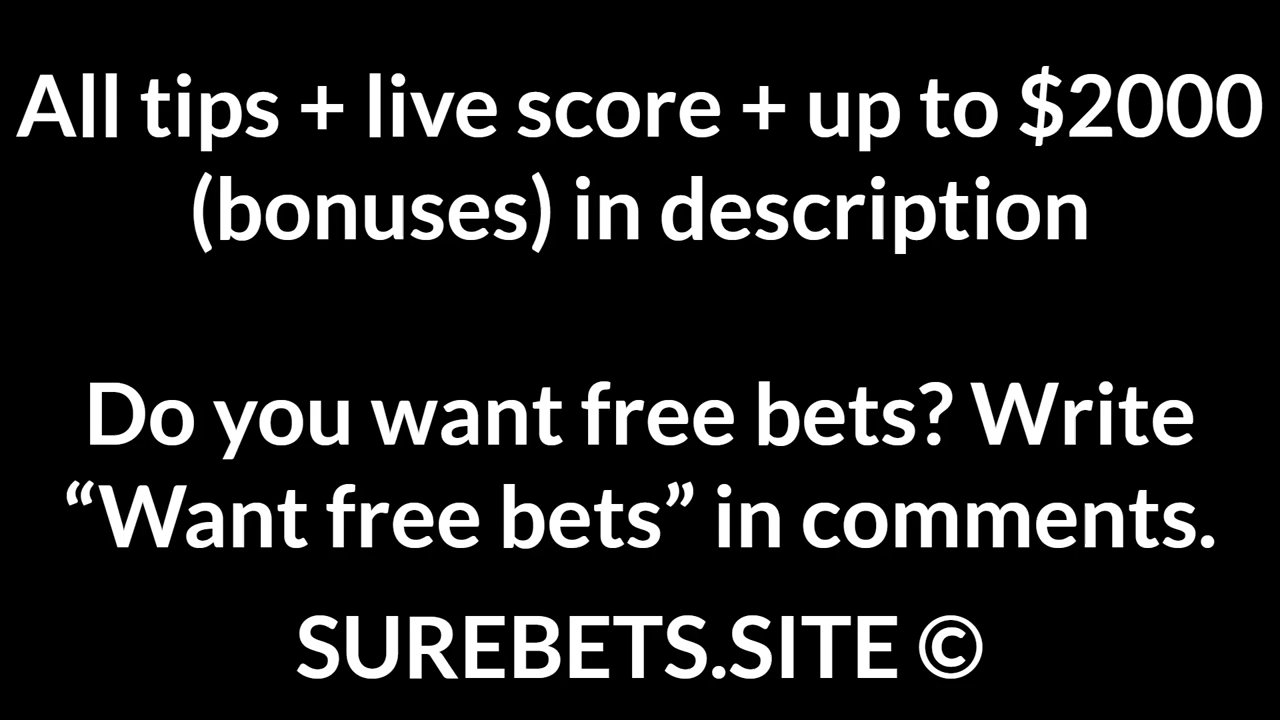 All tips + live score + up to $2000
(bonuses) in description
Do you want free bets? Write
“Want free bets” in comments.
SUREBETS.SITE ©